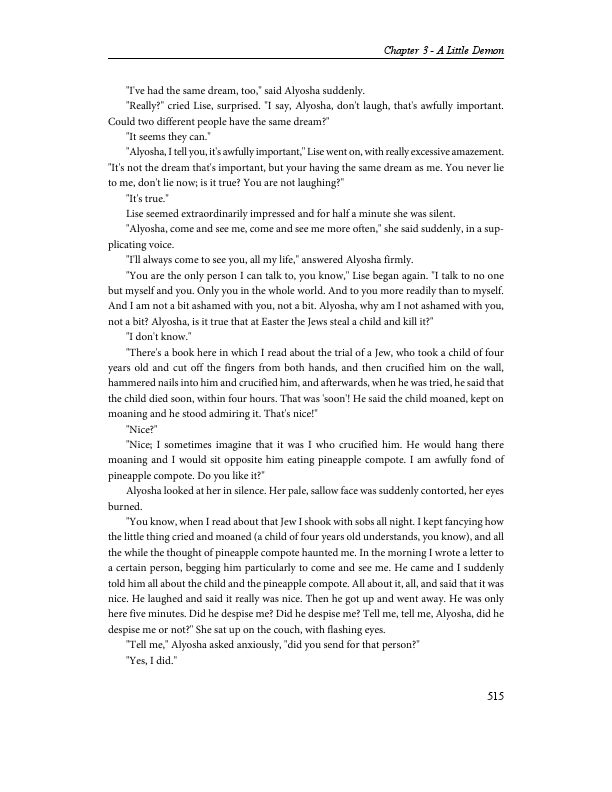 Chapter 3 - A Little Demon
"I've had the same dream, too," said Alyosha suddenly.
"Really?" cried Lise, surprised. "I say, Alyosha, don't laugh, that's awfully important.
Could two different people have the same dream?"
"It seems they can."
"Alyosha, I tell you, it's awfully important," Lise went on, with really excessive amazement.
"It's not the dream that's important, but your having the same dream as me. You never lie
to me, don't lie now; is it true? You are not laughing?"
"It's true."
Lise seemed extraordinarily impressed and for half a minute she was silent.
"Alyosha, come and see me, come and see me more often," she said suddenly, in a sup-
plicating voice.
"I'll always come to see you, all my life," answered Alyosha firmly.
"You are the only person I can talk to, you know," Lise began again. "I talk to no one
but myself and you. Only you in the whole world. And to you more readily than to myself.
And I am not a bit ashamed with you, not a bit. Alyosha, why am I not ashamed with you,
not a bit? Alyosha, is it true that at Easter the Jews steal a child and kill it?"
"I don't know."
"There's a book here in which I read about the trial of a Jew, who took a child of four
years old and cut off the fingers from both hands, and then crucified him on the wall,
hammered nails into him and crucified him, and afterwards, when he was tried, he said that
the child died soon, within four hours. That was 'soon'! He said the child moaned, kept on
moaning and he stood admiring it. That's nice!"
"Nice?"
"Nice; I sometimes imagine that it was I who crucified him. He would hang there
moaning and I would sit opposite him eating pineapple compote. I am awfully fond of
pineapple compote. Do you like it?"
Alyosha looked at her in silence. Her pale, sallow face was suddenly contorted, her eyes
burned.
"You know, when I read about that Jew I shook with sobs all night. I kept fancying how
the little thing cried and moaned (a child of four years old understands, you know), and all
the while the thought of pineapple compote haunted me. In the morning I wrote a letter to
a certain person, begging him particularly to come and see me. He came and I suddenly
told him all about the child and the pineapple compote. All about it, all, and said that it was
nice. He laughed and said it really was nice. Then he got up and went away. He was only
here five minutes. Did he despise me? Did he despise me? Tell me, tell me, Alyosha, did he
despise me or not?" She sat up on the couch, with flashing eyes.
"Tell me," Alyosha asked anxiously, "did you send for that person?"
"Yes, I did."
515